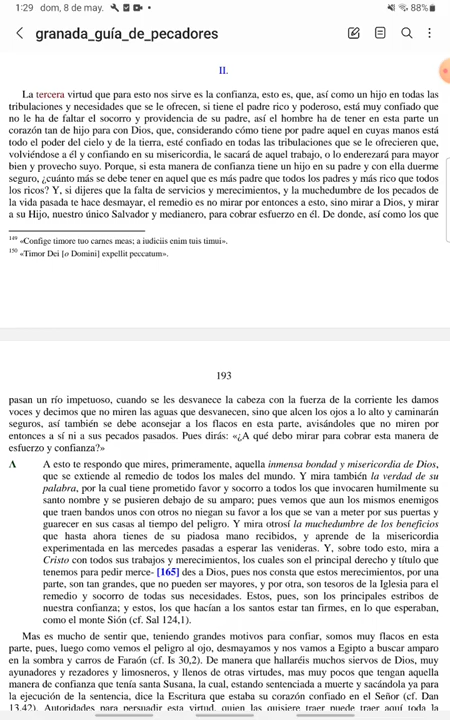 1:29 dom, 8 de may.
88%
granada_guía_de_pecadores
II.
La tercera virtud que para esto nos sirve es la confianza, esto es, que, así como un hijo en todas las
tribulaciones y necesidades que se le ofrecen, si tiene el padre rico y poderoso, está muy confiado que
no le ha de faltar el socorro y providencia de su padre, así el hombre ha de tener en esta parte un
corazón tan de hijo para con Dios, que, considerando cómo tiene por padre aquel en cuyas manos está
todo el poder del cielo y de la tierra, esté confiado en todas las tribulaciones que se le ofrecieren que,
volviéndose a él y confiando en su misericordia, le sacará de aquel trabajo, o lo enderezará para mayor
bien y provecho suyo. Porque, si esta manera de confianza tiene un hijo en su padre y con ella duerme
seguro, ¿cuánto más se debe tener en aquel que es más padre que todos los padres y más rico que todos
los ricos? Y, si dijeres que la falta de servicios y merecimientos, y la muchedumbre de los pecados de
la vida pasada te hace desmayar, el remedio es no mirar por entonces a esto, sino mirar a Dios, y mirar
a su Hijo, nuestro único Salvador y medianero, para cobrar esfuerzo en él. De donde, así como los que
149 «Confige timore tuo carnes meas; a iudiciis enim tuis timui».
150 «Timor Dei [o Domini] expellit peccatum».
193
pasan un río impetuoso, cuando se les desvanece la cabeza con la fuerza de la corriente les damos
voces y decimos que no miren las aguas que desvanecen, sino que alcen los ojos a lo alto y caminarán
seguros, así también se debe aconsejar a los flacos en esta parte, avisándoles que no miren por
entonces a sí ni a sus pecados pasados. Pues dirás: «¿A qué debo mirar para cobrar esta manera de
esfuerzo y confianza?»
A A esto te respondo que mires, primeramente, aquella inmensa bondad y misericordia de Dios,
que se extiende al remedio de todos los males del mundo. Y mira también la verdad de su
palabra, por la cual tiene prometido favor y socorro a todos los que invocaren humilmente su
santo nombre y se pusieren debajo de su amparo; pues vemos que aun los mismos enemigos
que traen bandos unos con otros no niegan su favor a los que se van a meter por sus puertas y
guarecer en sus casas al tiempo del peligro. Y mira otrosí la muchedumbre de los beneficios
que hasta ahora tienes de su piadosa mano recibidos, y aprende de la misericordia
experimentada en las mercedes pasadas a esperar las venideras. Y, sobre todo esto, mira a
Cristo con todos sus trabajos y merecimientos, los cuales son el principal derecho y título que
tenemos para pedir merce- [165] des a Dios, pues nos consta que estos merecimientos, por una
parte, son tan grandes, que no pueden ser mayores, y por otra, son tesoros de la Iglesia para el
remedio y socorro de todas sus necesidades. Estos, pues, son los principales estribos de
nuestra confianza; y estos, los que hacían a los santos estar tan firmes, en lo que esperaban,
como el monte Sión (cf. Sal 124,1).
Mas es mucho de sentir que, teniendo grandes motivos para confiar, somos muy flacos en esta
parte, pues, luego como vemos el peligro al ojo, desmayamos y nos vamos a Egipto a buscar amparo
en la sombra y carros de Faraón (cf. Is 30,2). De manera que hallaréis muchos siervos de Dios, muy
ayunadores y rezadores y limosneros, y llenos de otras virtudes, mas muy pocos que tengan aquella
manera de confianza que tenía santa Susana, la cual, estando sentenciada a muerte y sacándola ya para
la ejecución de la sentencia, dice la Escritura que estaba su corazón confiado en el Señor (cf. Dan
13,42). Autoridades para persuadir esta virtud, quien las quisiere traer puede traer aquí toda la